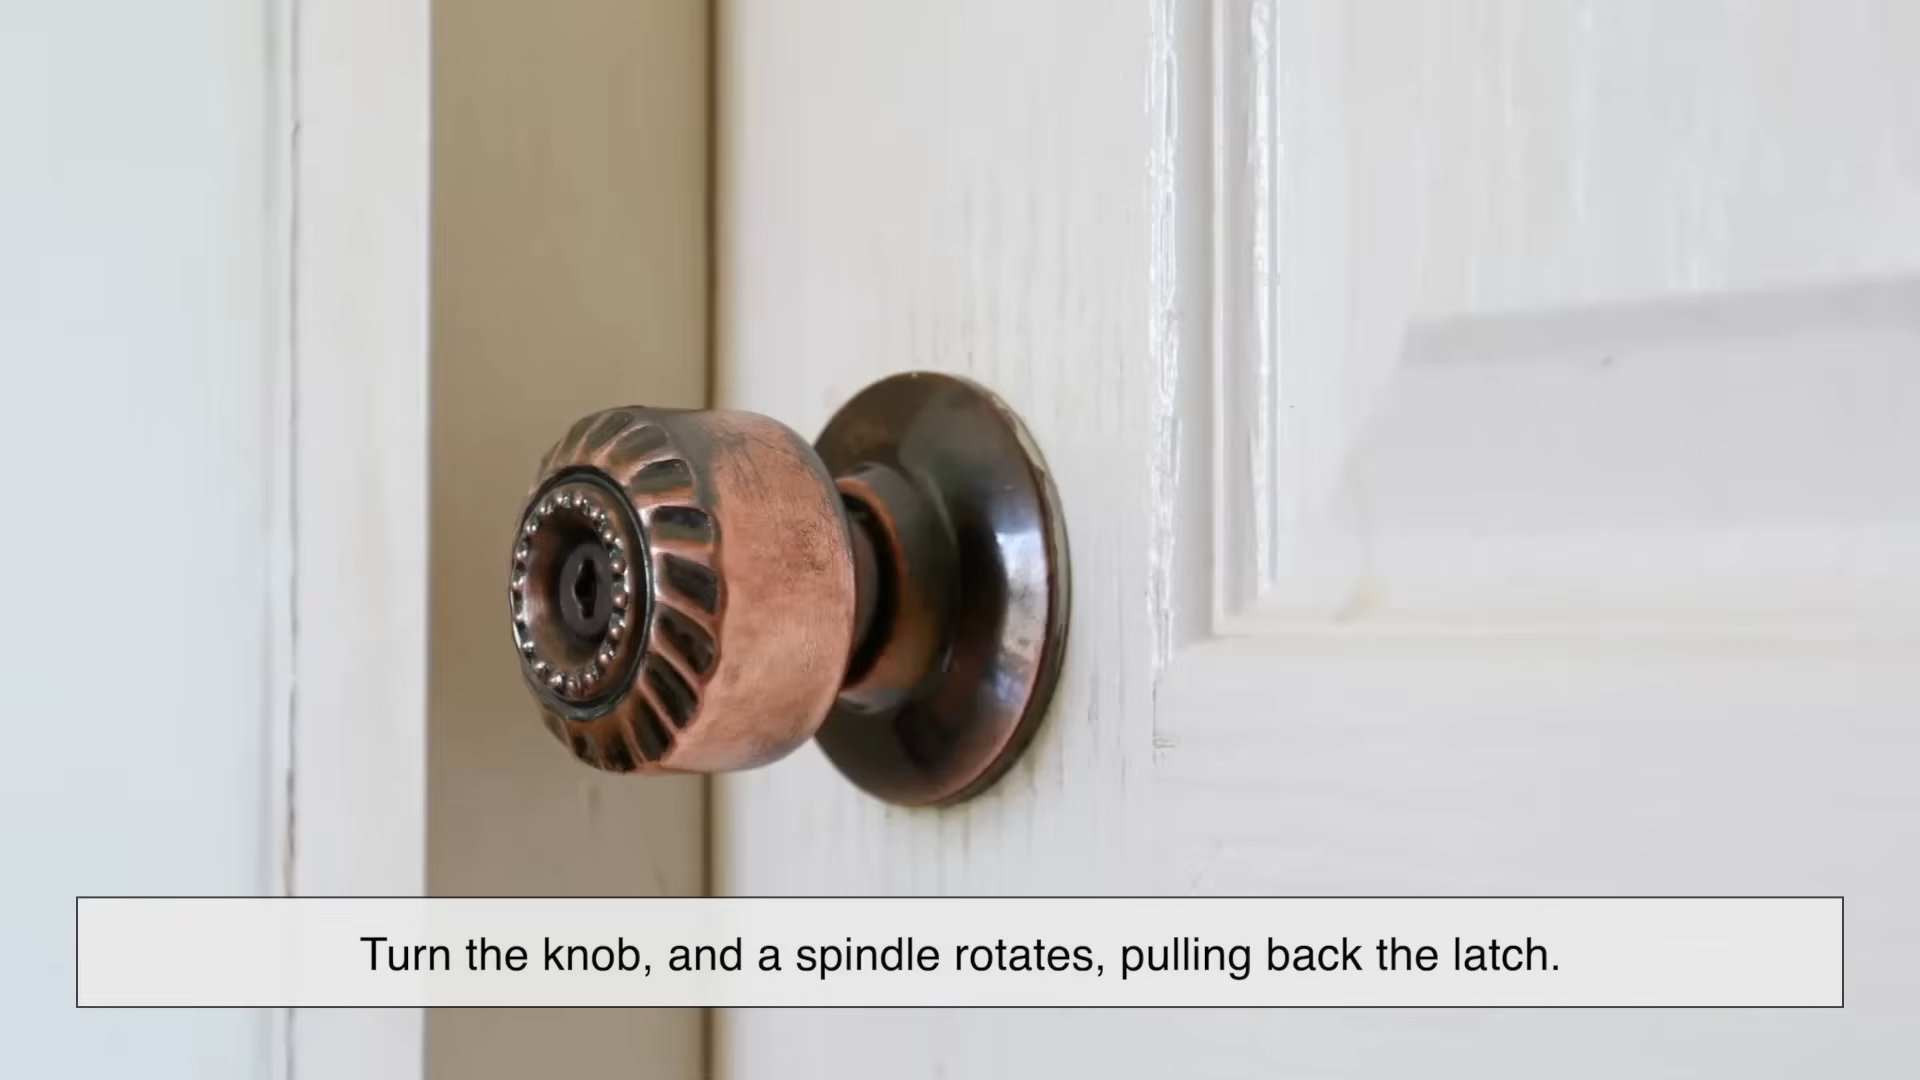 Turn the knob, and a spindle rotates, pulling back the latch.